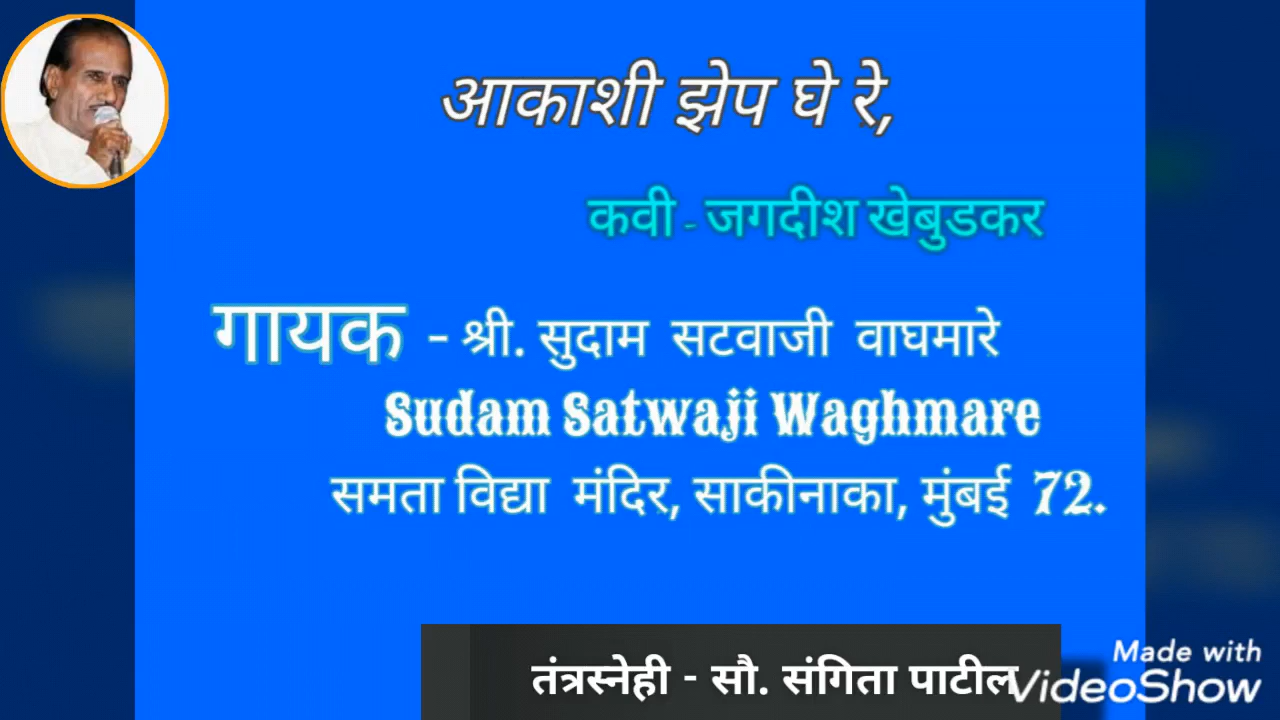 आकाशी झेप घे रे,
कवी - जगदीश खेबुडकर
गायक - श्री. सुदाम सटवाजी वाघमारे
Sudam Satwaji Waghmare
समता विद्या मंदिर, साकीनाका, मुंबई 72.
तंत्रस्नेही - सौ. संगिता पाटील
Made with
VideoShow